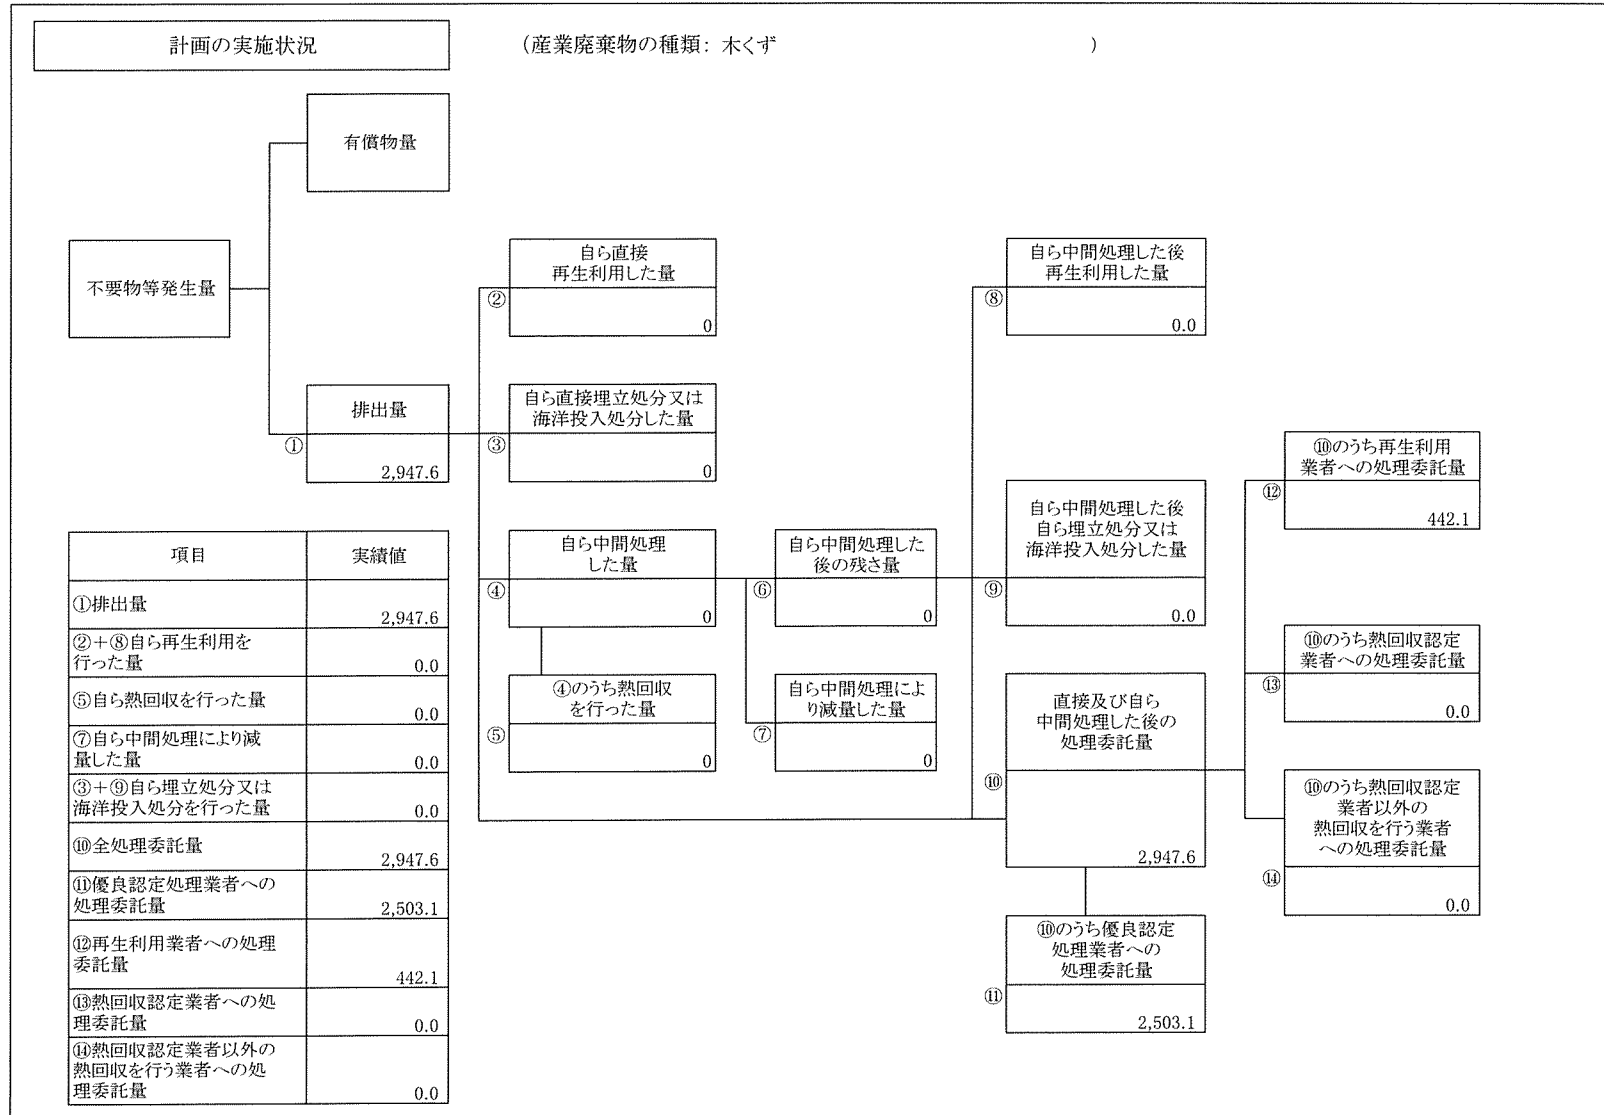 計画の実施状況
(産業廃棄物の種類: 木くず )
有償物量
不要物等発生量
排出量
①
2,947.6
自ら直接
再生利用した量
②
0
自ら直接埋立処分又は
海洋投入処分した量
③
0
自ら中間処理
した量
④
0
④のうち熱回収
を行った量
⑤
0
自ら中間処理した
後の残さ量
⑥
0
自ら中間処理によ
り減量した量
⑦
0
自ら中間処理した後
再生利用した量
⑧
0.0
自ら中間処理した後
自ら埋立処分又は
海洋投入処分した量
⑨
0.0
直接及び自ら
中間処理した後の
処理委託量
⑩
2,947.6
⑩のうち優良認定
処理業者への
処理委託量
⑪
2,503.1
⑩のうち再生利用
業者への処理委託量
⑫
442.1
⑩のうち熱回収認定
業者への処理委託量
⑬
0.0
⑩のうち熱回収認定
業者以外の
熱回収を行う業者
への処理委託量
⑭
0.0
項目 実績値
①排出量
2,947.6
②+⑧自ら再生利用を
行った量 0.0
⑤自ら熱回収を行った量
0.0
⑦自ら中間処理により減
量した量 0.0
③+⑨自ら埋立処分又は
海洋投入処分を行った量 0.0
⑩全処理委託量
2,947.6
⑪優良認定処理業者への
処理委託量 2,503.1
⑫再生利用業者への処理
委託量
442.1
⑬熱回収認定業者への処
理委託量 0.0
⑭熱回収認定業者以外の
熱回収を行う業者への処
理委託量 0.0